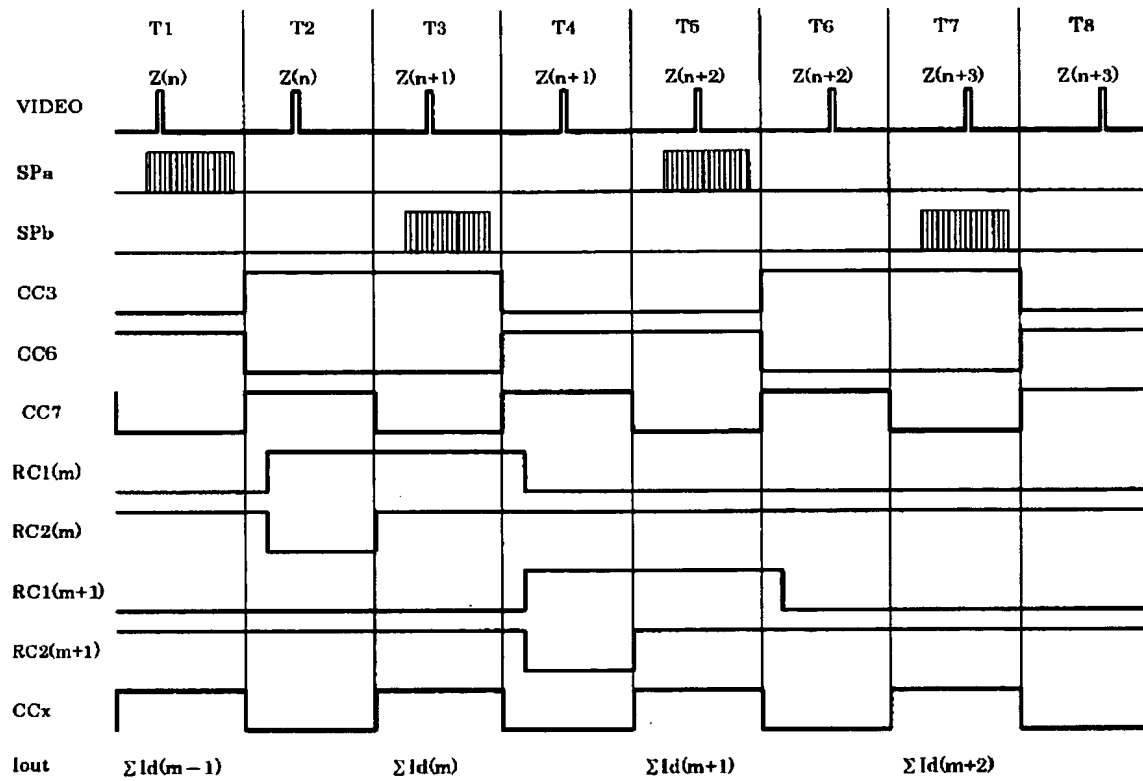 T1 T2 T3 T4 T5 T6 T7 T8
Z(n) Z(n) Z(n+1) Z(n+1) Z(n+2) Z(n+2) Z(n+3) Z(n+3)
VIDEO
SPa
SPb
CC3
CC6
CC7
RC1(m)
RC2(m)
RC1(m+1)
RC2(m+1)
CCx
Iout ΣId(m−1) ΣId(m) ΣId(m+1) ΣId(m+2)